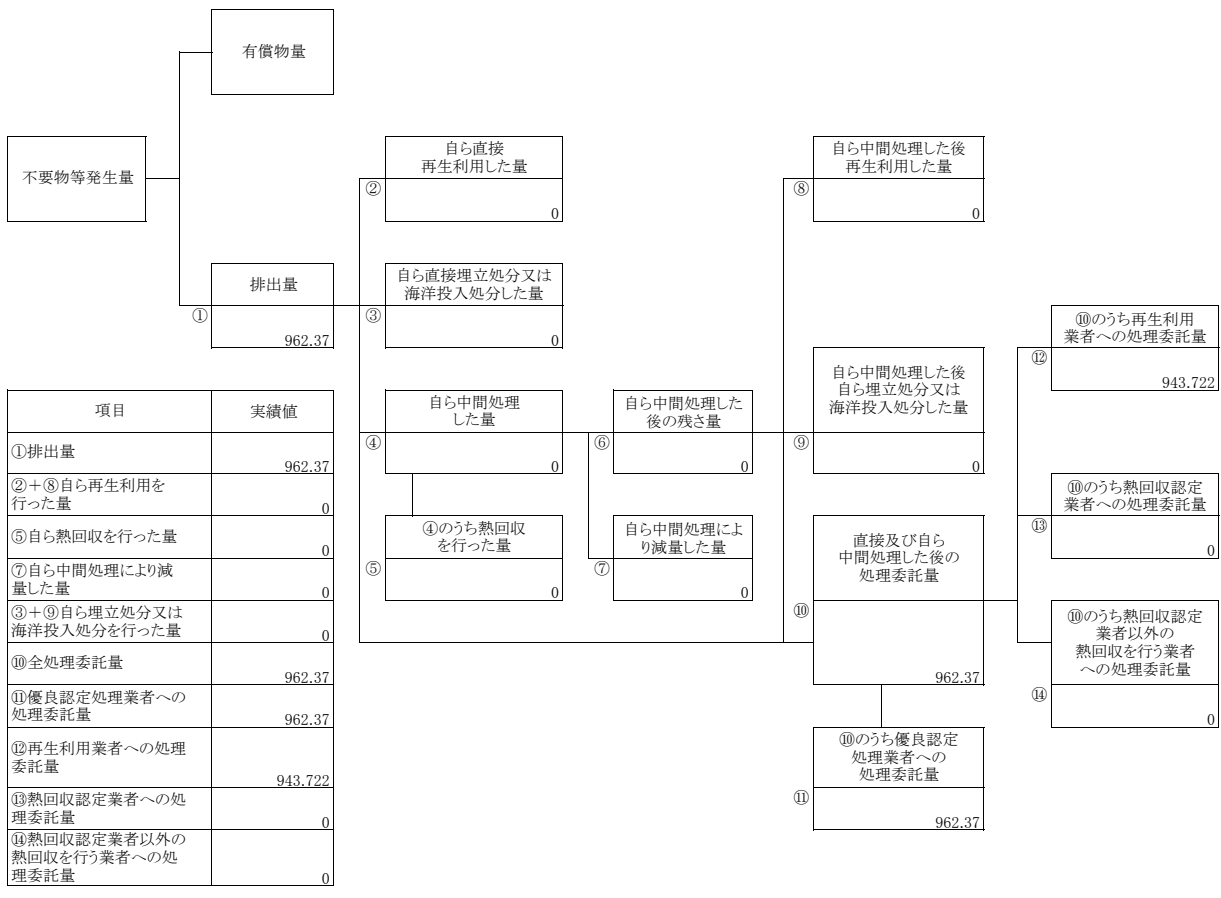 有償物量
不要物等発生量
自ら直接
再生利用した量
②
0
自ら中間処理した後
再生利用した量
⑧
0
排出量
①
962.37
自ら直接埋立処分又は
海洋投入処分した量
③
0
⑩のうち再生利用
業者への処理委託量
⑫
943.722
自ら中間処理した後
自ら埋立処分又は
海洋投入処分した量
⑨
0
自ら中間処理
した量
④
0
自ら中間処理した
後の残さ量
⑥
0
⑩のうち熱回収認定
業者への処理委託量
⑬
0
④のうち熱回収
を行った量
⑤
0
自ら中間処理によ
り減量した量
⑦
0
直接及び自ら
中間処理した後の
処理委託量
⑩
962.37
⑩のうち熱回収認定
業者以外の
熱回収を行う業者
への処理委託量
⑭
0
⑩のうち優良認定
処理業者への
処理委託量
⑪
962.37
項目 実績値
①排出量
962.37
②+⑧自ら再生利用を
行った量
0
⑤自ら熱回収を行った量
0
⑦自ら中間処理により減
量した量
0
③+⑨自ら埋立処分又は
海洋投入処分を行った量
0
⑩全処理委託量
962.37
⑪優良認定処理業者への
処理委託量
962.37
⑫再生利用業者への処理
委託量
943.722
⑬熱回収認定業者への処
理委託量
0
⑭熱回収認定業者以外の
熱回収を行う業者への処
理委託量
0